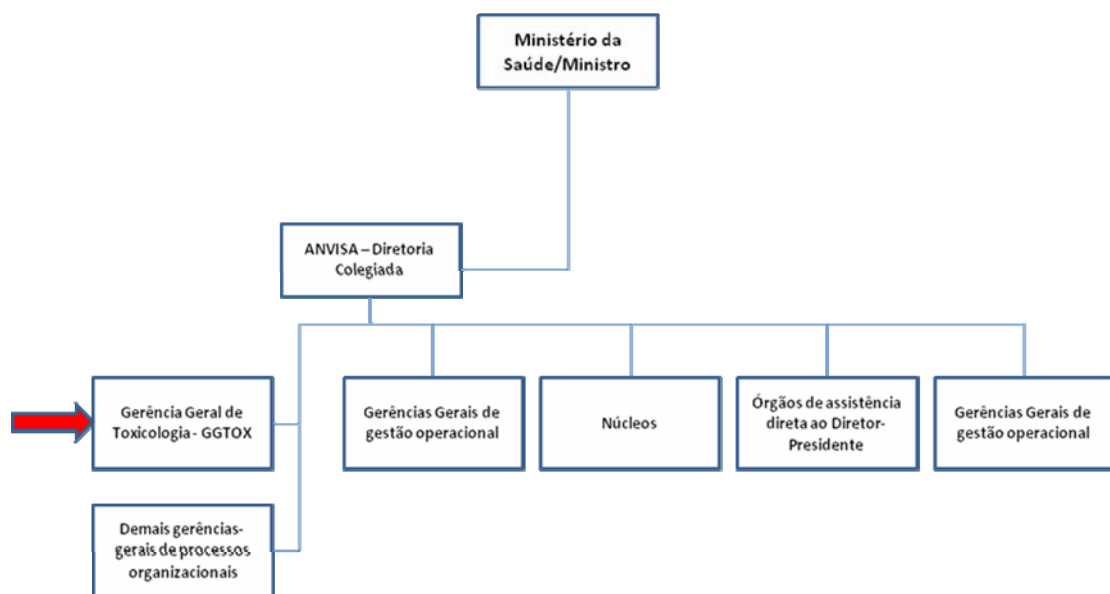 Ministério da
Saúde/Ministro
ANVISA – Diretoria
Colegiada
Gerência Geral de
Toxicologia - GGTOX
Gerências Gerais de
gestão operacional
Núcleos
Órgãos de assistência
direta ao Diretor-
Presidente
Gerências Gerais de
gestão operacional
Demais gerências-
gerais de processos
organizacionais